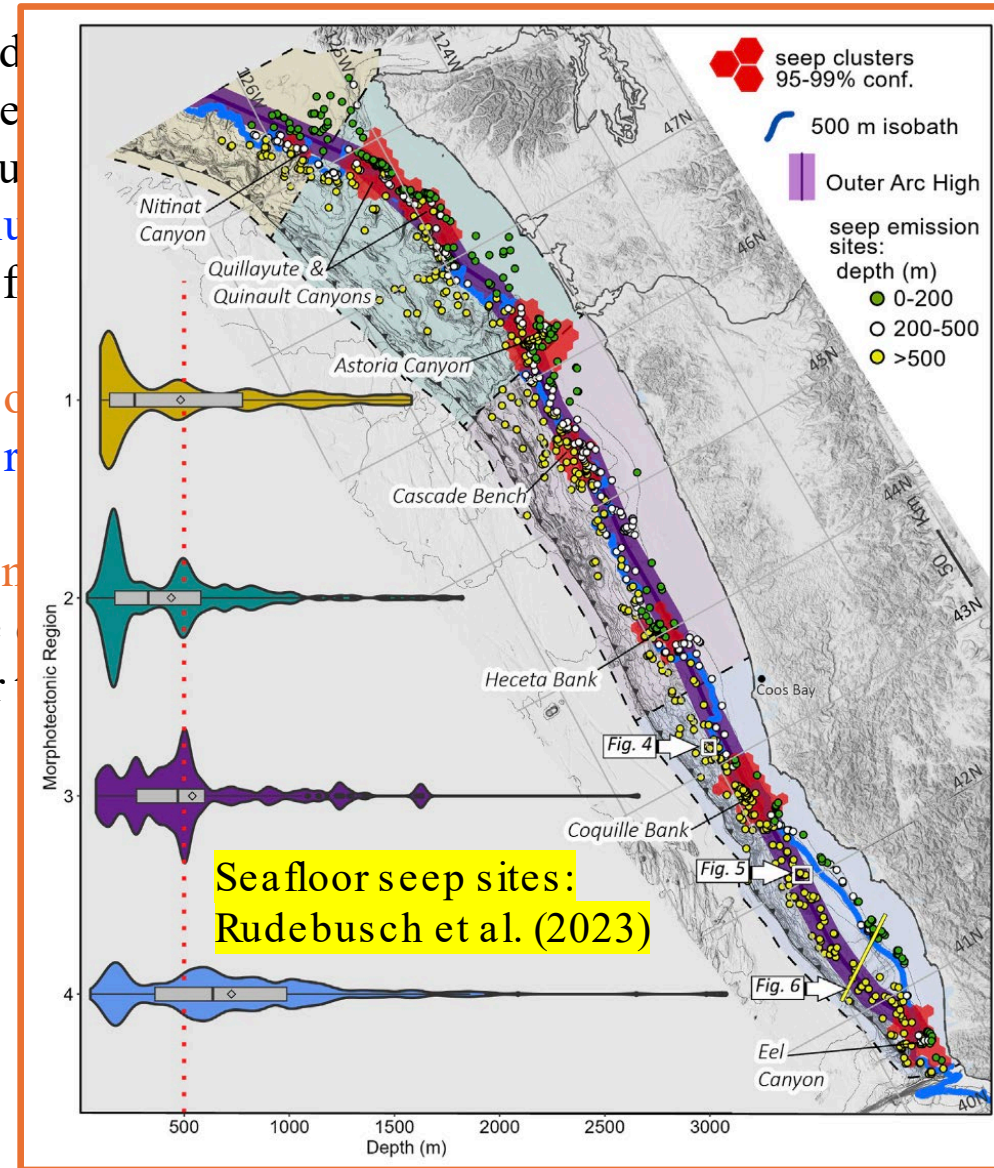 126W
125W
124W
47N
46N
45N
44N
43N
42N
41N
40N
seep clusters
95-99% conf.
500 m isobath
Outer Arc High
seep emission
sites:
depth (m)
0-200
200-500
>500
Km
50
Nitinat
Canyon
Quillayute &
Quinault Canyons
Astoria Canyon
Cascade Bench
Heceta Bank
Coos Bay
Fig. 4
Coquille Bank
Fig. 5
Fig. 6
Eel
Canyon
Morphotectonic Region
1
2
3
4
Seafloor seep sites:
Rudebusch et al. (2023)
500 1000 1500 2000 2500 3000
Depth (m)